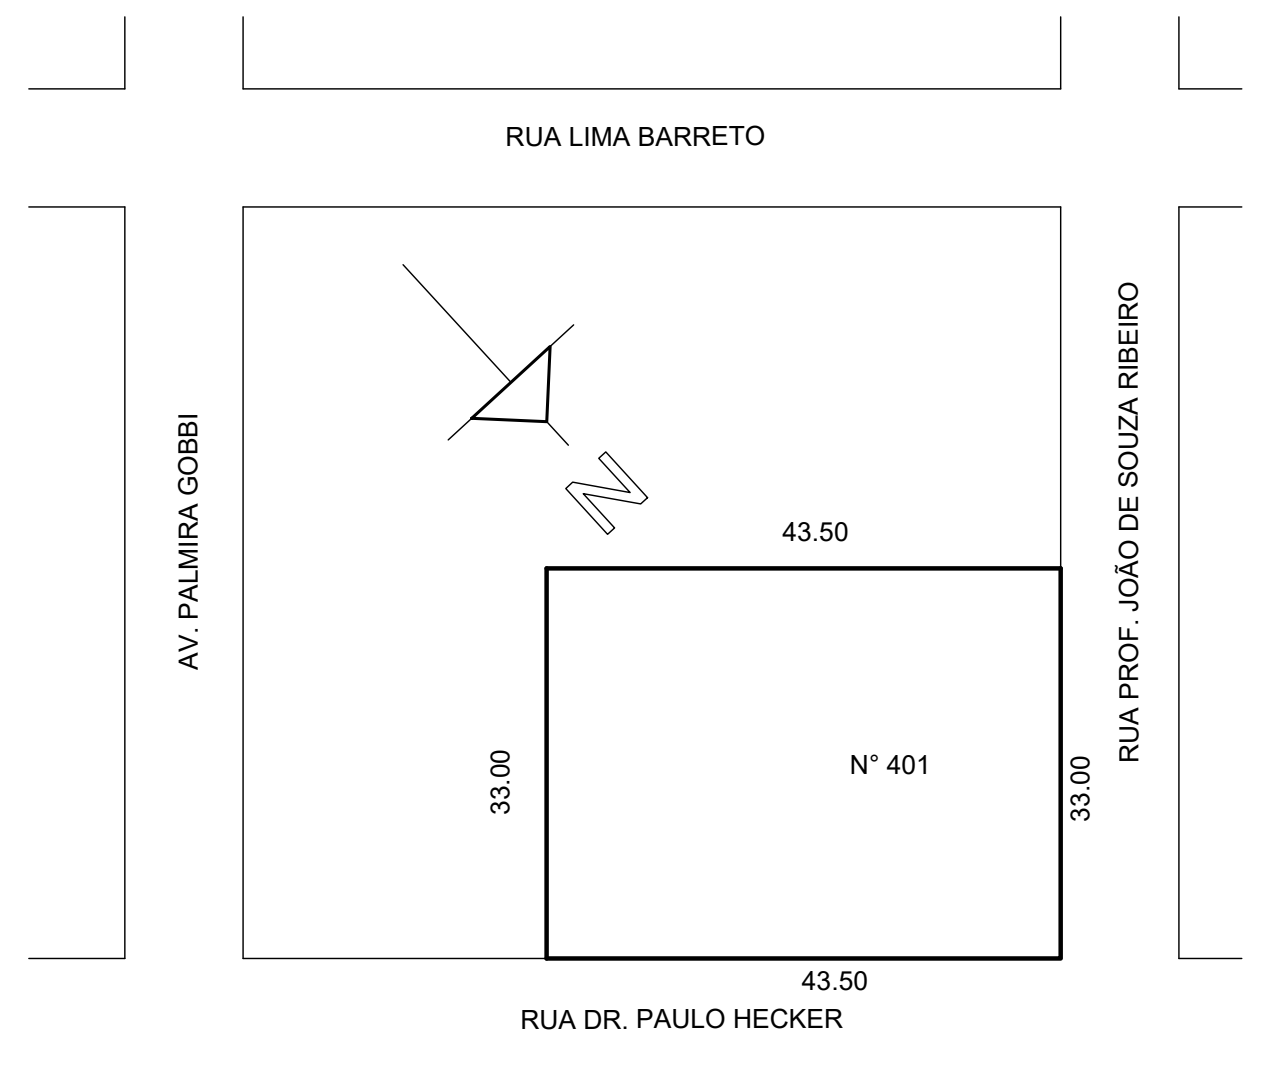 RUA LIMA BARRETO
AV. PALMIRA GOBBI
RUA PROF. JOÃO DE SOUZA RIBEIRO
N
43.50
33.00
N° 401
33.00
43.50
RUA DR. PAULO HECKER